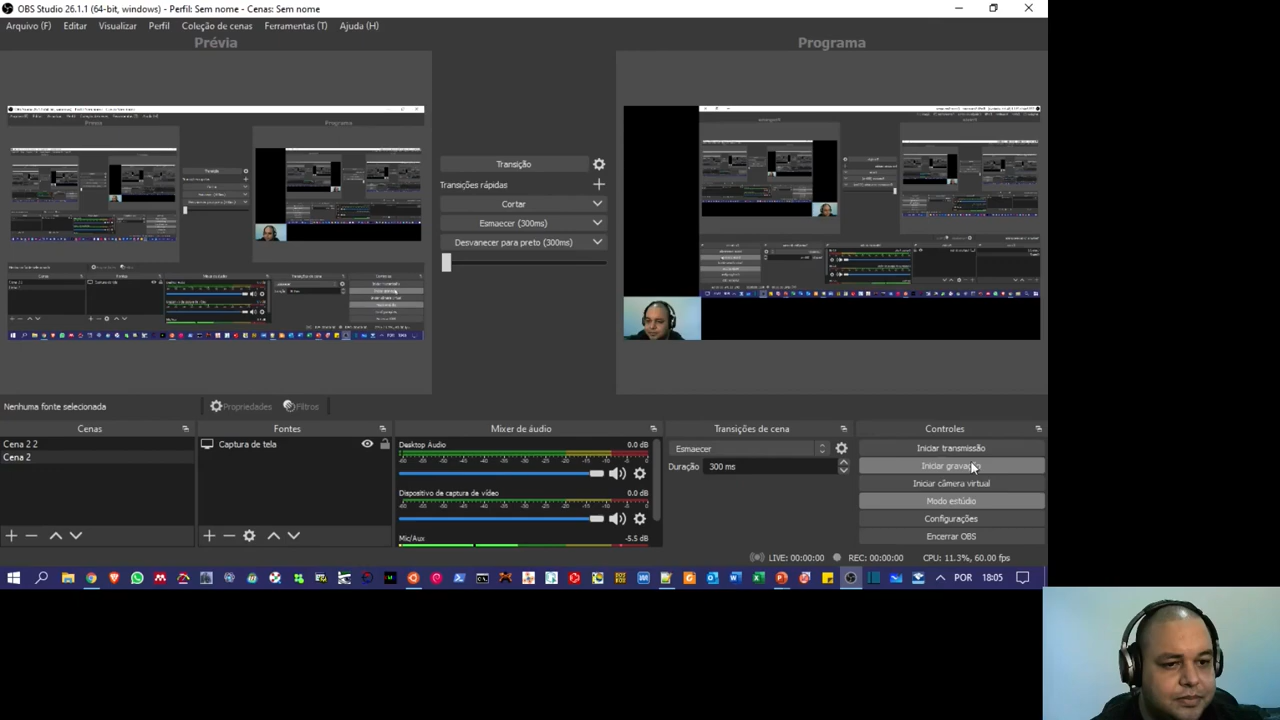 OBS Studio 26.1.1 (64-bit, windows) - Perfil: Sem nome - Cenas: Sem nome
Arquivo (F) Editar Visualizar Perfil Coleção de cenas Ferramentas (T) Ajuda (H)
Prévia
Programa
Transição
Transições rápidas
Cortar
Esmaecer (300ms)
Desvanecer para preto (300ms)
Nenhuma fonte selecionada
Propriedades
Filtros
Cenas
Fontes
Mixer de áudio
Transições de cena
Controles
Cena 2 2
Cena 2
Captura de tela
Desktop Audio 0.0 dB
Dispositivo de captura de vídeo 0.0 dB
Mic/Aux -5.5 dB
Esmaecer
Duração 300 ms
Iniciar transmissão
Iniciar gravação
Iniciar câmera virtual
Modo estúdio
Configurações
Encerrar OBS
LIVE: 00:00:00 REC: 00:00:00 CPU: 11.3%, 60.00 fps
POR 18:05